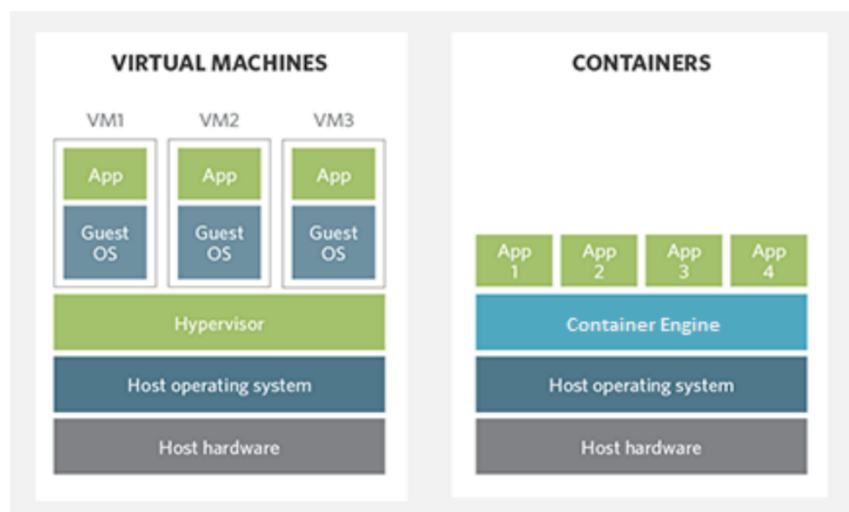 VIRTUAL MACHINES
VM1 VM2 VM3
App App App
Guest OS Guest OS Guest OS
Hypervisor
Host operating system
Host hardware
CONTAINERS
App 1 App 2 App 3 App 4
Container Engine
Host operating system
Host hardware